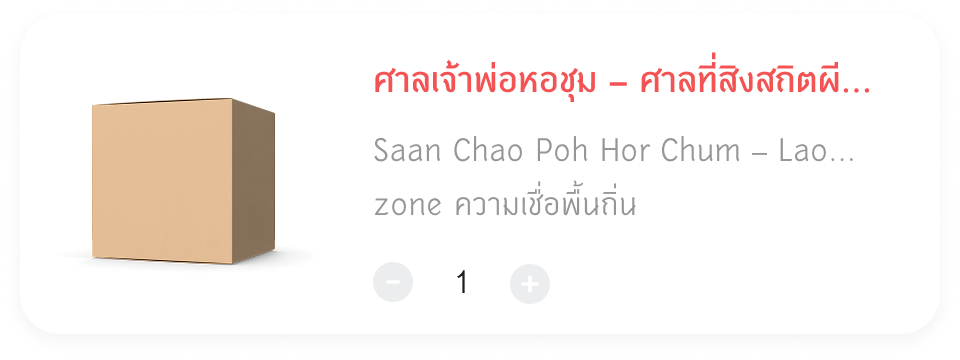 ศาลเจ้าพ่อหอชุม – ศาลที่สิงสถิตผี...
Saan Chao Poh Hor Chum – Lao...
zone ความเชื่อพื้นถิ่น
1